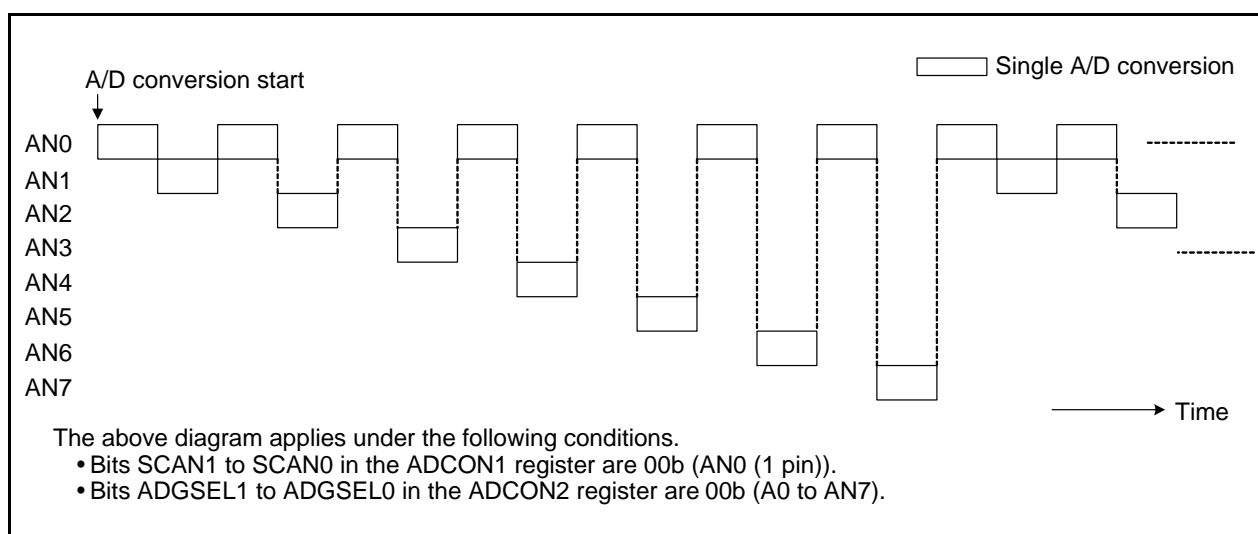 A/D conversion start
Single A/D conversion
AN0
AN1
AN2
AN3
AN4
AN5
AN6
AN7
Time
The above diagram applies under the following conditions.
• Bits SCAN1 to SCAN0 in the ADCON1 register are 00b (AN0 (1 pin)).
• Bits ADGSEL1 to ADGSEL0 in the ADCON2 register are 00b (A0 to AN7).